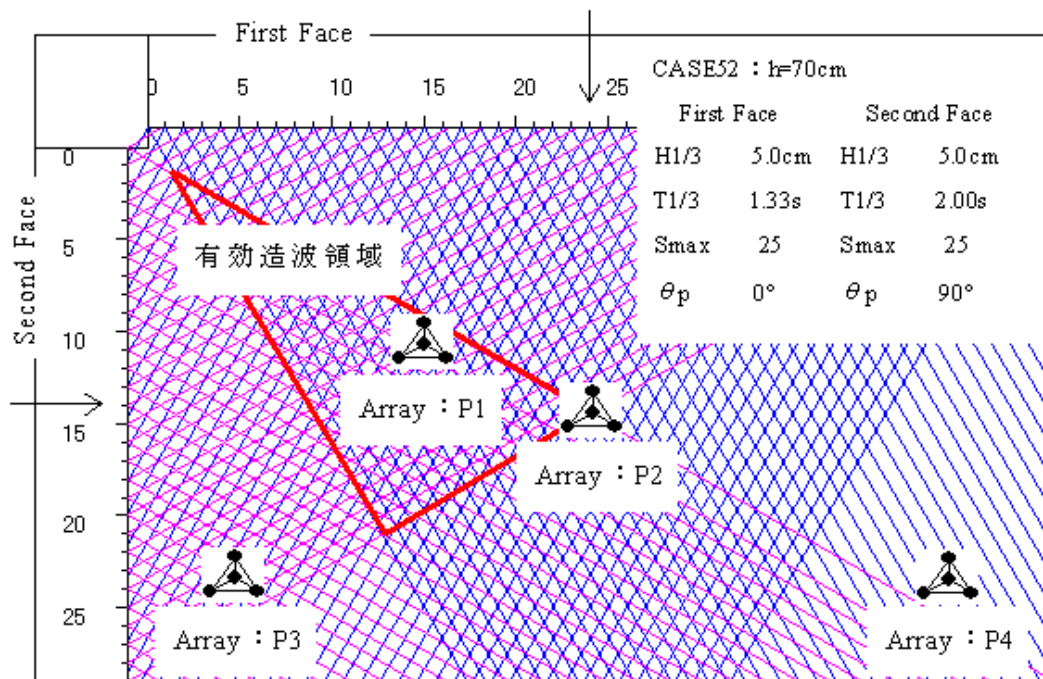 First Face
0 5 10 15 20 25
CASE52：h=70cm
First Face Second Face
H1/3 5.0cm H1/3 5.0cm
T1/3 1.33s T1/3 2.00s
Smax 25 Smax 25
θp 0° θp 90°
Second Face
0
5
10
15
20
25
有効造波領域
Array：P1
Array：P2
Array：P3
Array：P4